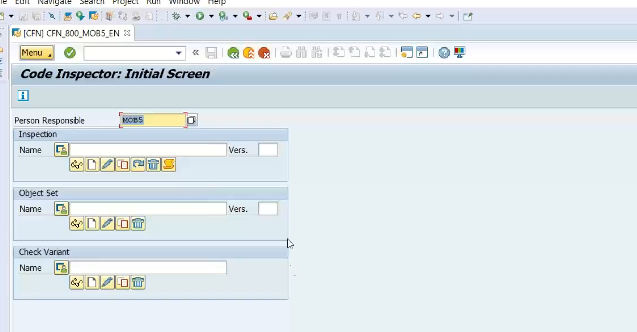 Edit Navigate Search Project Run Window Help
[CFN] CFN_800_MOB5_EN
Menu
Code Inspector: Initial Screen
Person Responsible MOB5
Inspection
Name Vers.
Object Set
Name Vers.
Check Variant
Name